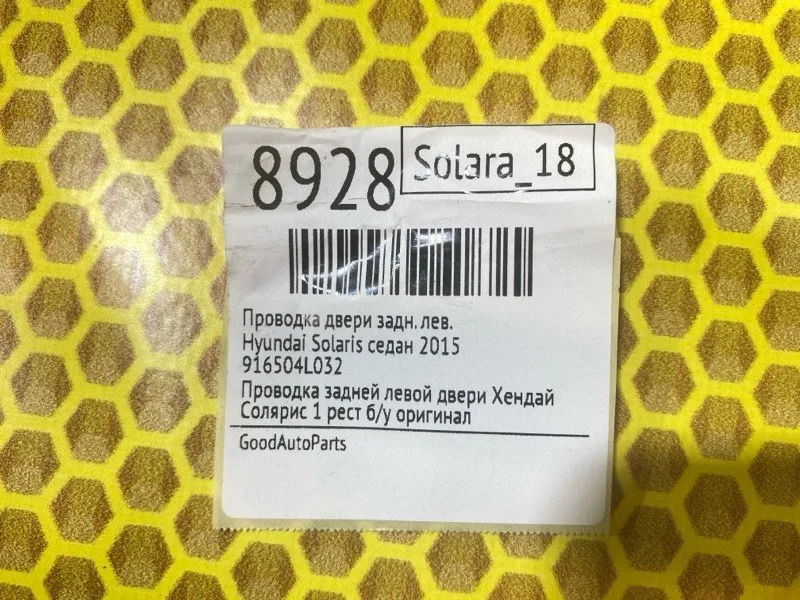 8928
Solara_18
Проводка двери задн. лев.
Hyundai Solaris седан 2015
916504L032
Проводка задней левой двери Хендай
Солярис 1 рест б/у оригинал
GoodAutoParts